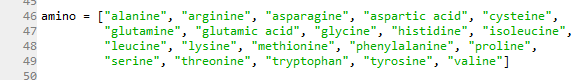 45
46 amino = ["alanine", "arginine", "asparagine", "aspartic acid", "cysteine",
47 "glutamine", "glutamic acid", "glycine", "histidine", "isoleucine",
48 "leucine", "lysine", "methionine", "phenylalanine", "proline",
49 "serine", "threonine", "tryptophan", "tyrosine", "valine"]
50